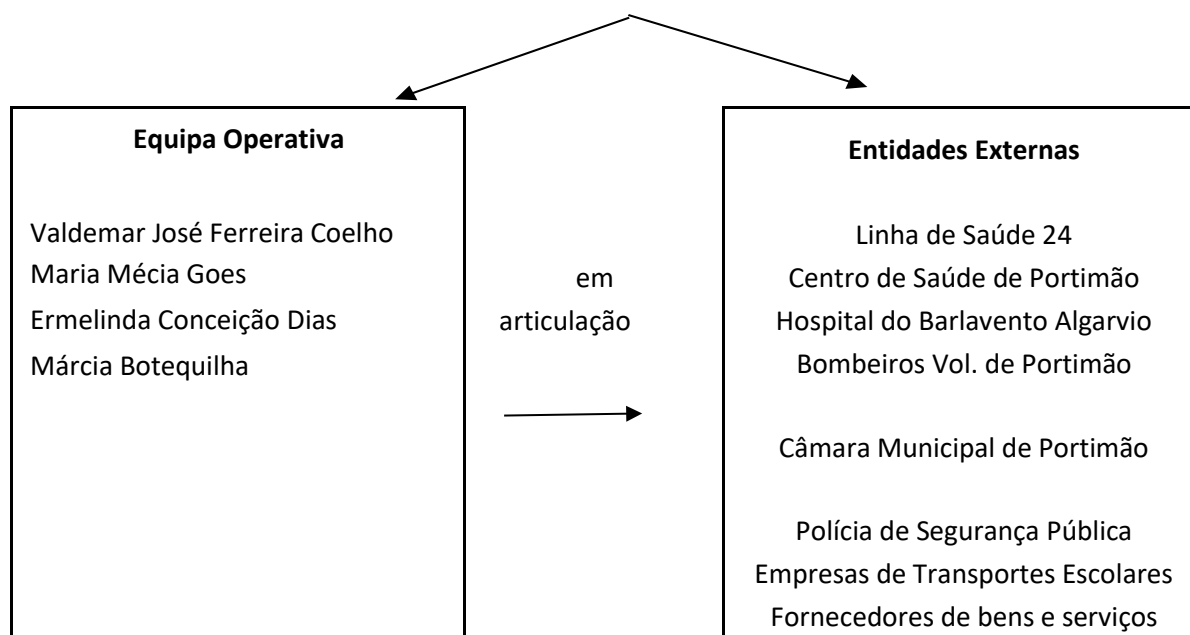 Equipa Operativa
Valdemar José Ferreira Coelho
Maria Mécia Goes
Ermelinda Conceição Dias
Márcia Botequilha
em
articulação
Entidades Externas
Linha de Saúde 24
Centro de Saúde de Portimão
Hospital do Barlavento Algarvio
Bombeiros Vol. de Portimão
Câmara Municipal de Portimão
Polícia de Segurança Pública
Empresas de Transportes Escolares
Fornecedores de bens e serviços